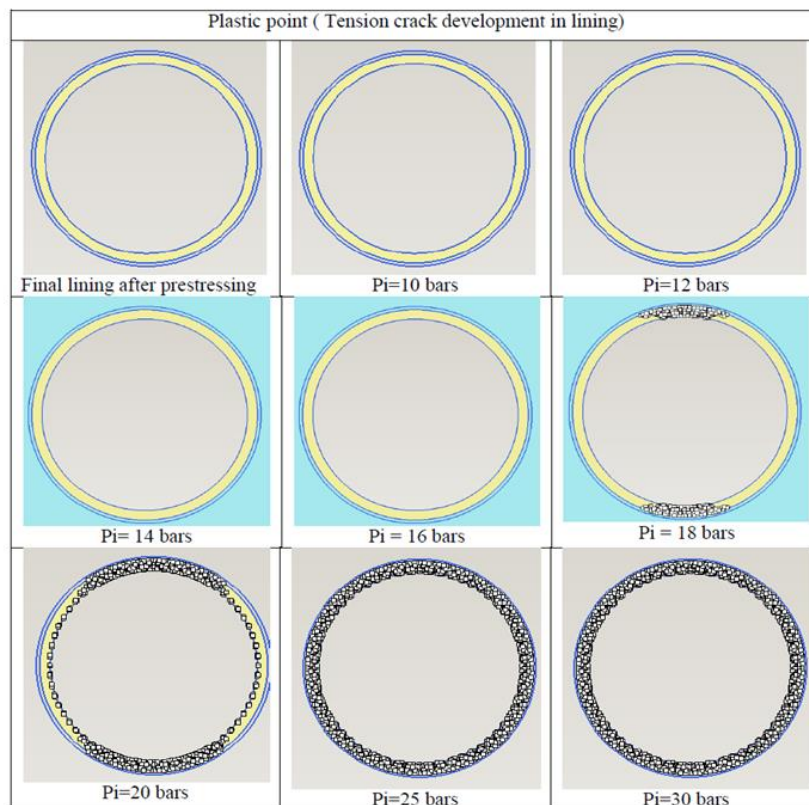 Plastic point ( Tension crack development in lining)
Final lining after prestressing
Pi=10 bars
Pi=12 bars
Pi= 14 bars
Pi = 16 bars
Pi = 18 bars
Pi=20 bars
Pi=25 bars
Pi=30 bars